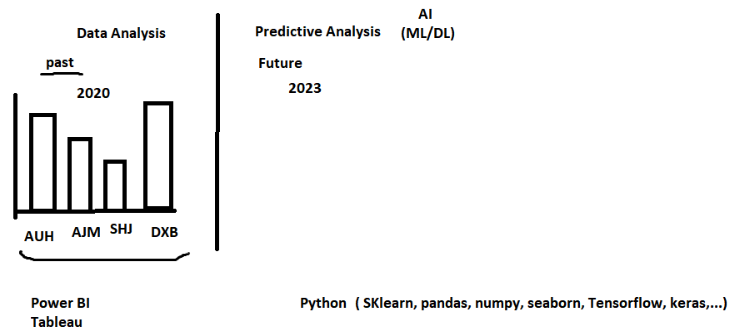 Data Analysis
past
2020
AUH AJM SHJ DXB
Power BI
Tableau
AI
Predictive Analysis (ML/DL)
Future
2023
Python ( SKlearn, pandas, numpy, seaborn, Tensorflow, keras,...)